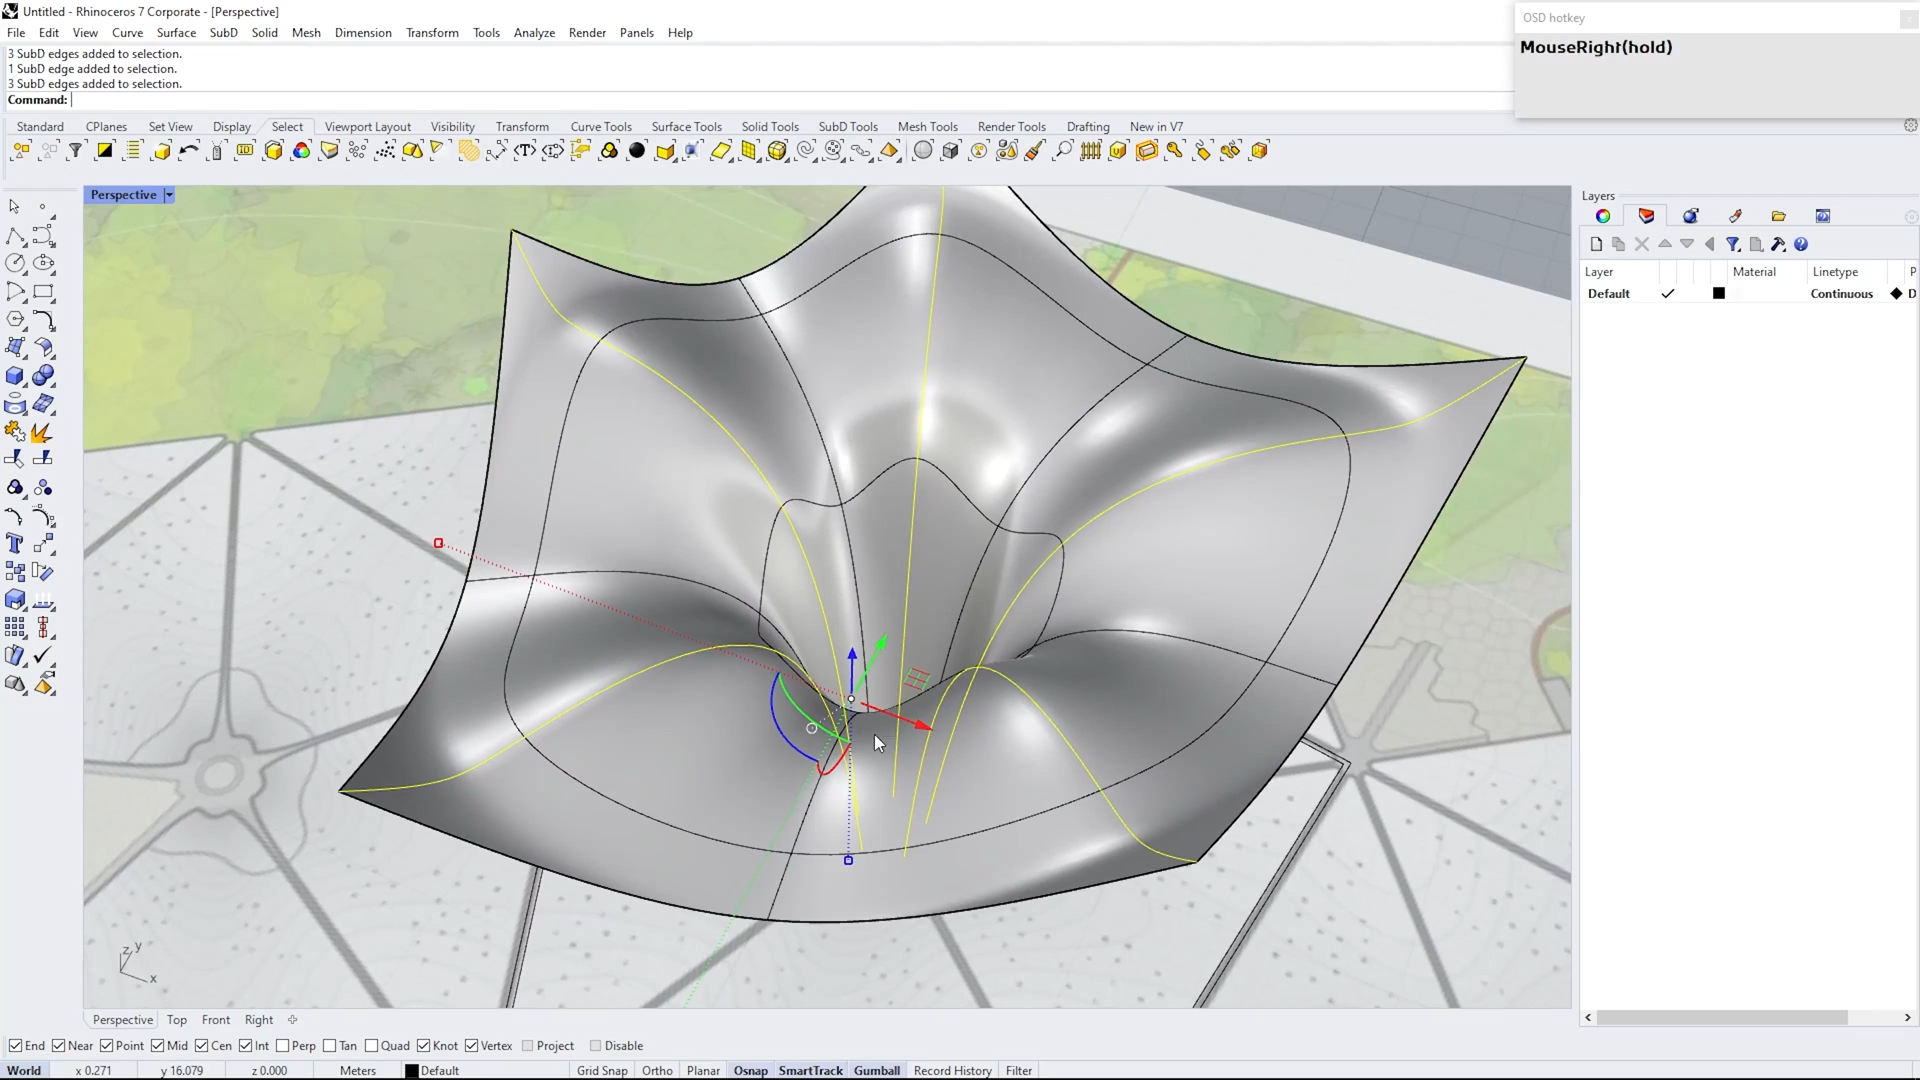 Untitled - Rhinoceros 7 Corporate - [Perspective]
OSD hotkey
File Edit View Curve Surface SubD Solid Mesh Dimension Transform Tools Analyze Render Panels Help
MouseRight(hold)
3 SubD edges added to selection.
1 SubD edge added to selection.
3 SubD edges added to selection.
Command:
Standard CPlanes Set View Display Select Viewport Layout Visibility Transform Curve Tools Surface Tools Solid Tools SubD Tools Mesh Tools Render Tools Drafting New in V7
Perspective
Layers
Layer Material Linetype P
Default Continuous D
z y
x
Perspective Top Front Right
End Near Point Mid Cen Int Perp Tan Quad Knot Vertex Project Disable
World x 0.271 y 16.079 z 0.000 Meters Default Grid Snap Ortho Planar Osnap SmartTrack Gumball Record History Filter